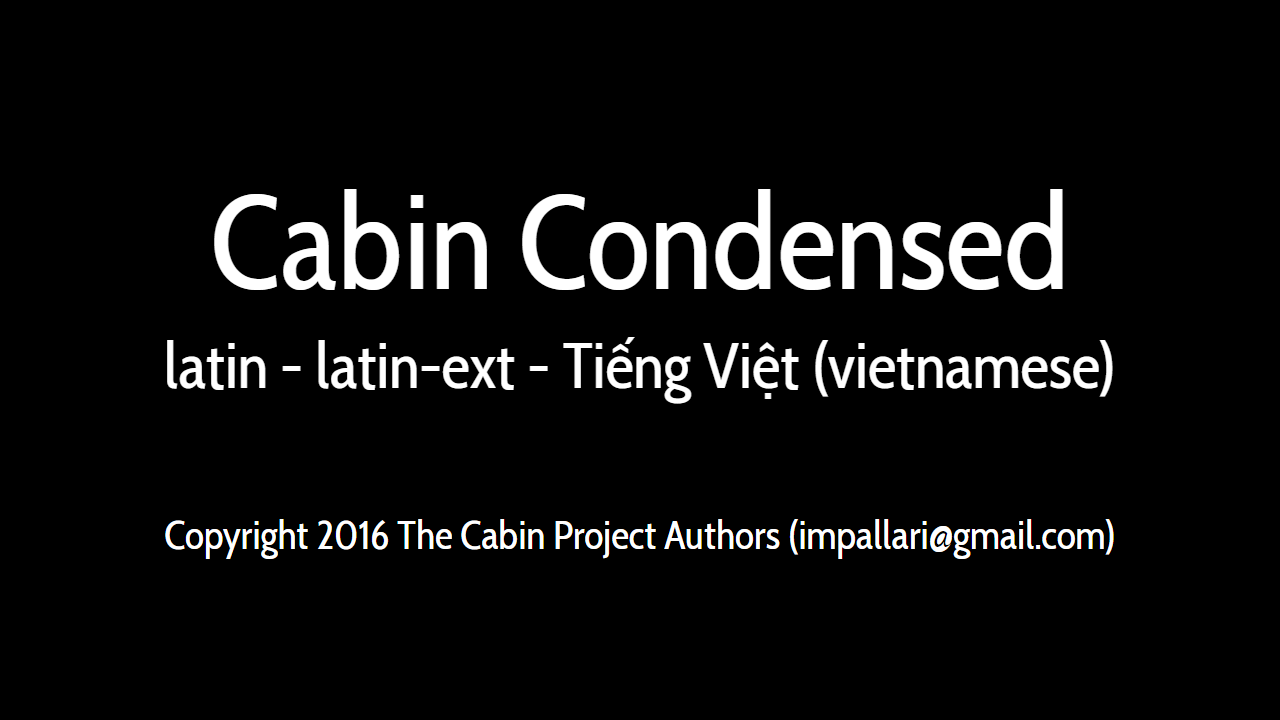 Cabin Condensed
latin - latin-ext - Tiếng Việt (vietnamese)
Copyright 2016 The Cabin Project Authors (impallari@gmail.com)